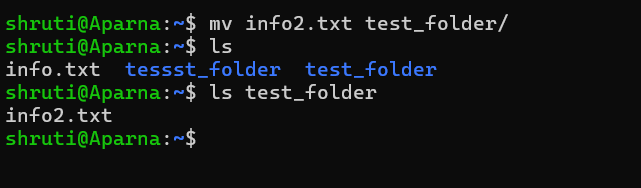 shruti@Aparna:~$ mv info2.txt test_folder/
shruti@Aparna:~$ ls
info.txt  tessst_folder  test_folder
shruti@Aparna:~$ ls test_folder
info2.txt
shruti@Aparna:~$